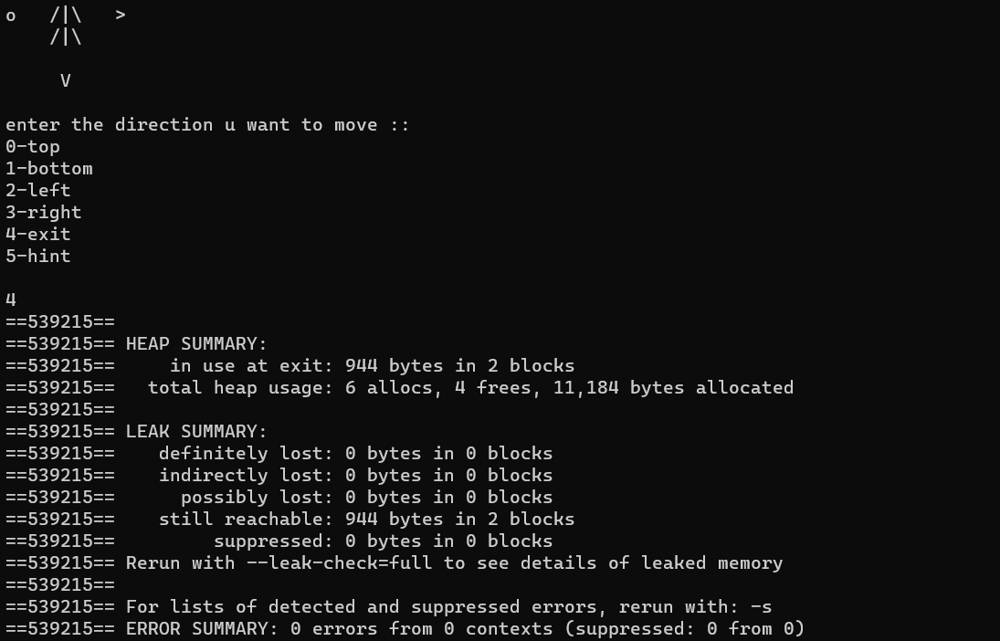 o   /|\   >
    /|\
     V
enter the direction u want to move ::
0-top
1-bottom
2-left
3-right
4-exit
5-hint
4
==539215==
==539215== HEAP SUMMARY:
==539215==     in use at exit: 944 bytes in 2 blocks
==539215==   total heap usage: 6 allocs, 4 frees, 11,184 bytes allocated
==539215==
==539215== LEAK SUMMARY:
==539215==    definitely lost: 0 bytes in 0 blocks
==539215==    indirectly lost: 0 bytes in 0 blocks
==539215==      possibly lost: 0 bytes in 0 blocks
==539215==    still reachable: 944 bytes in 2 blocks
==539215==         suppressed: 0 bytes in 0 blocks
==539215== Rerun with --leak-check=full to see details of leaked memory
==539215==
==539215== For lists of detected and suppressed errors, rerun with: -s
==539215== ERROR SUMMARY: 0 errors from 0 contexts (suppressed: 0 from 0)